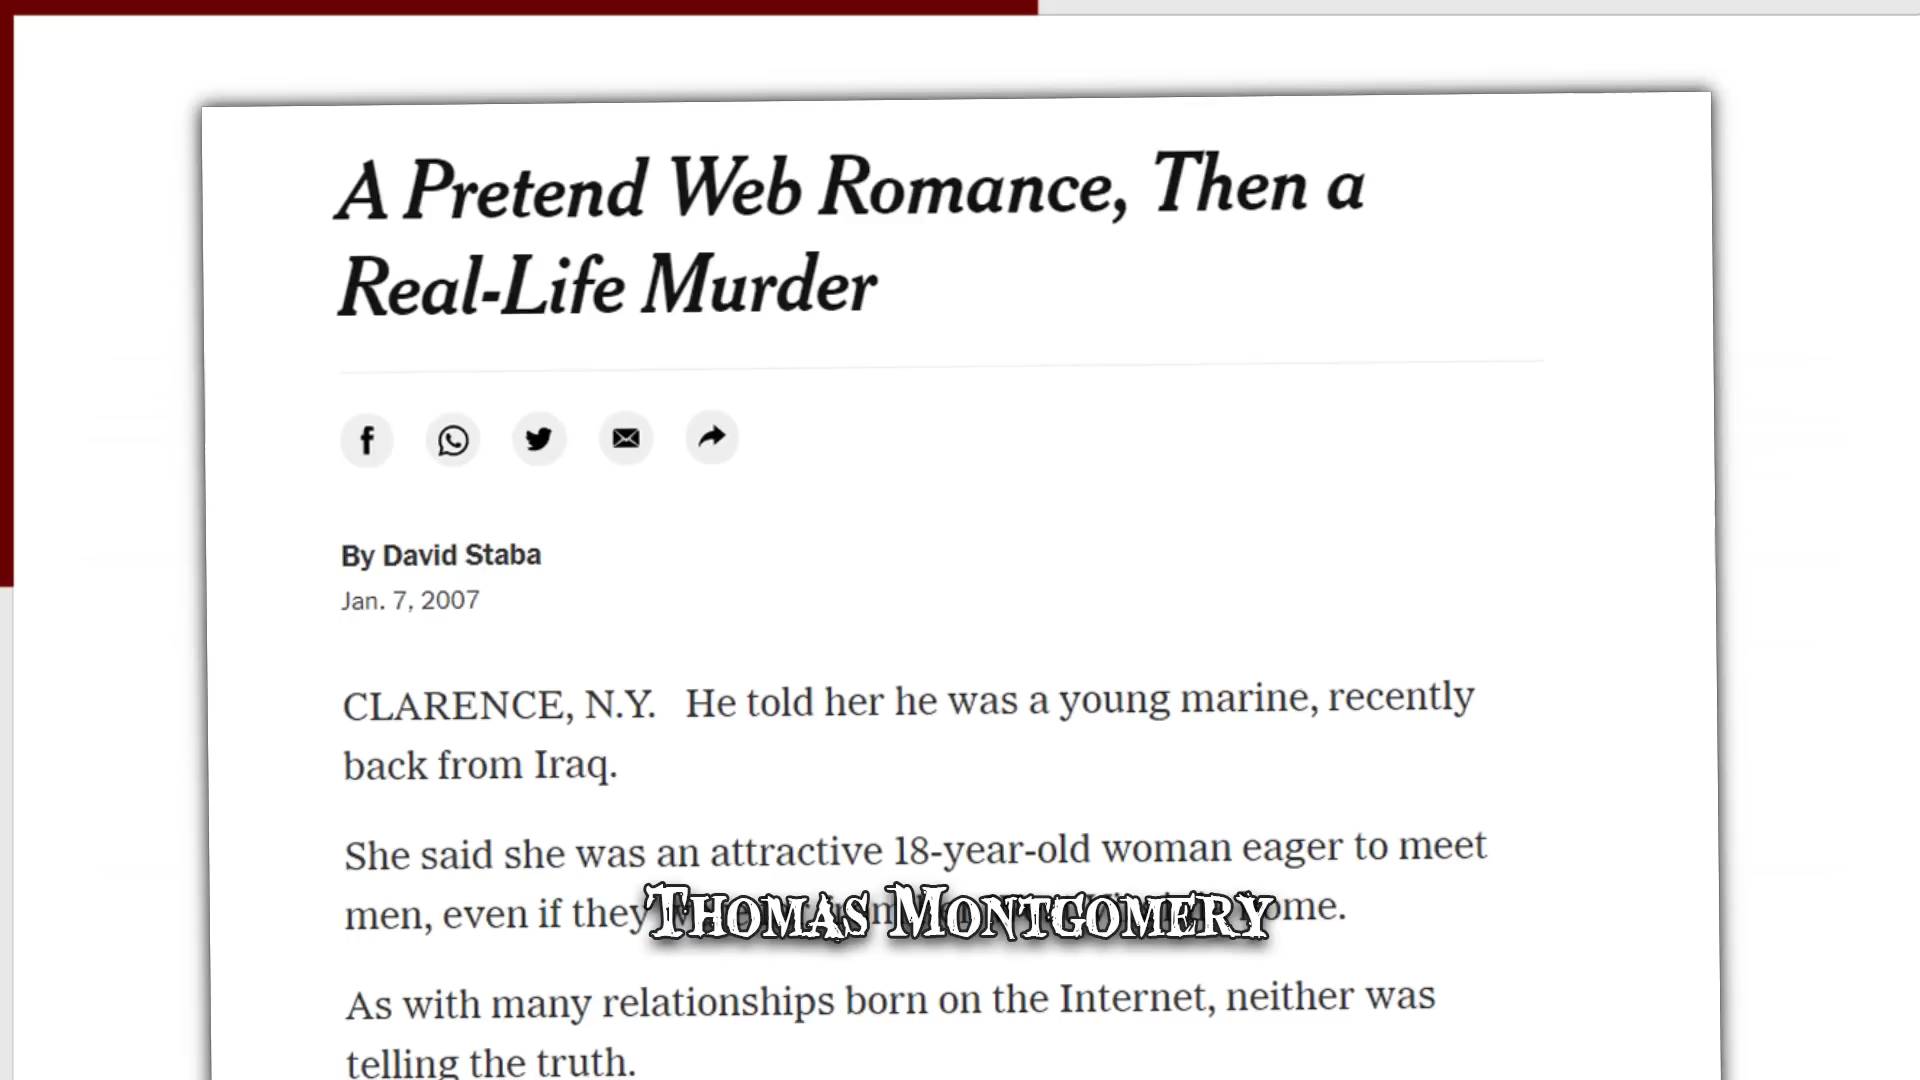 A Pretend Web Romance, Then a
Real-Life Murder
By David Staba
Jan. 7, 2007
CLARENCE, N.Y. He told her he was a young marine, recently
back from Iraq.
She said she was an attractive 18-year-old woman eager to meet
men, even if they home.
Thomas Montgomery
As with many relationships born on the Internet, neither was
telling the truth.